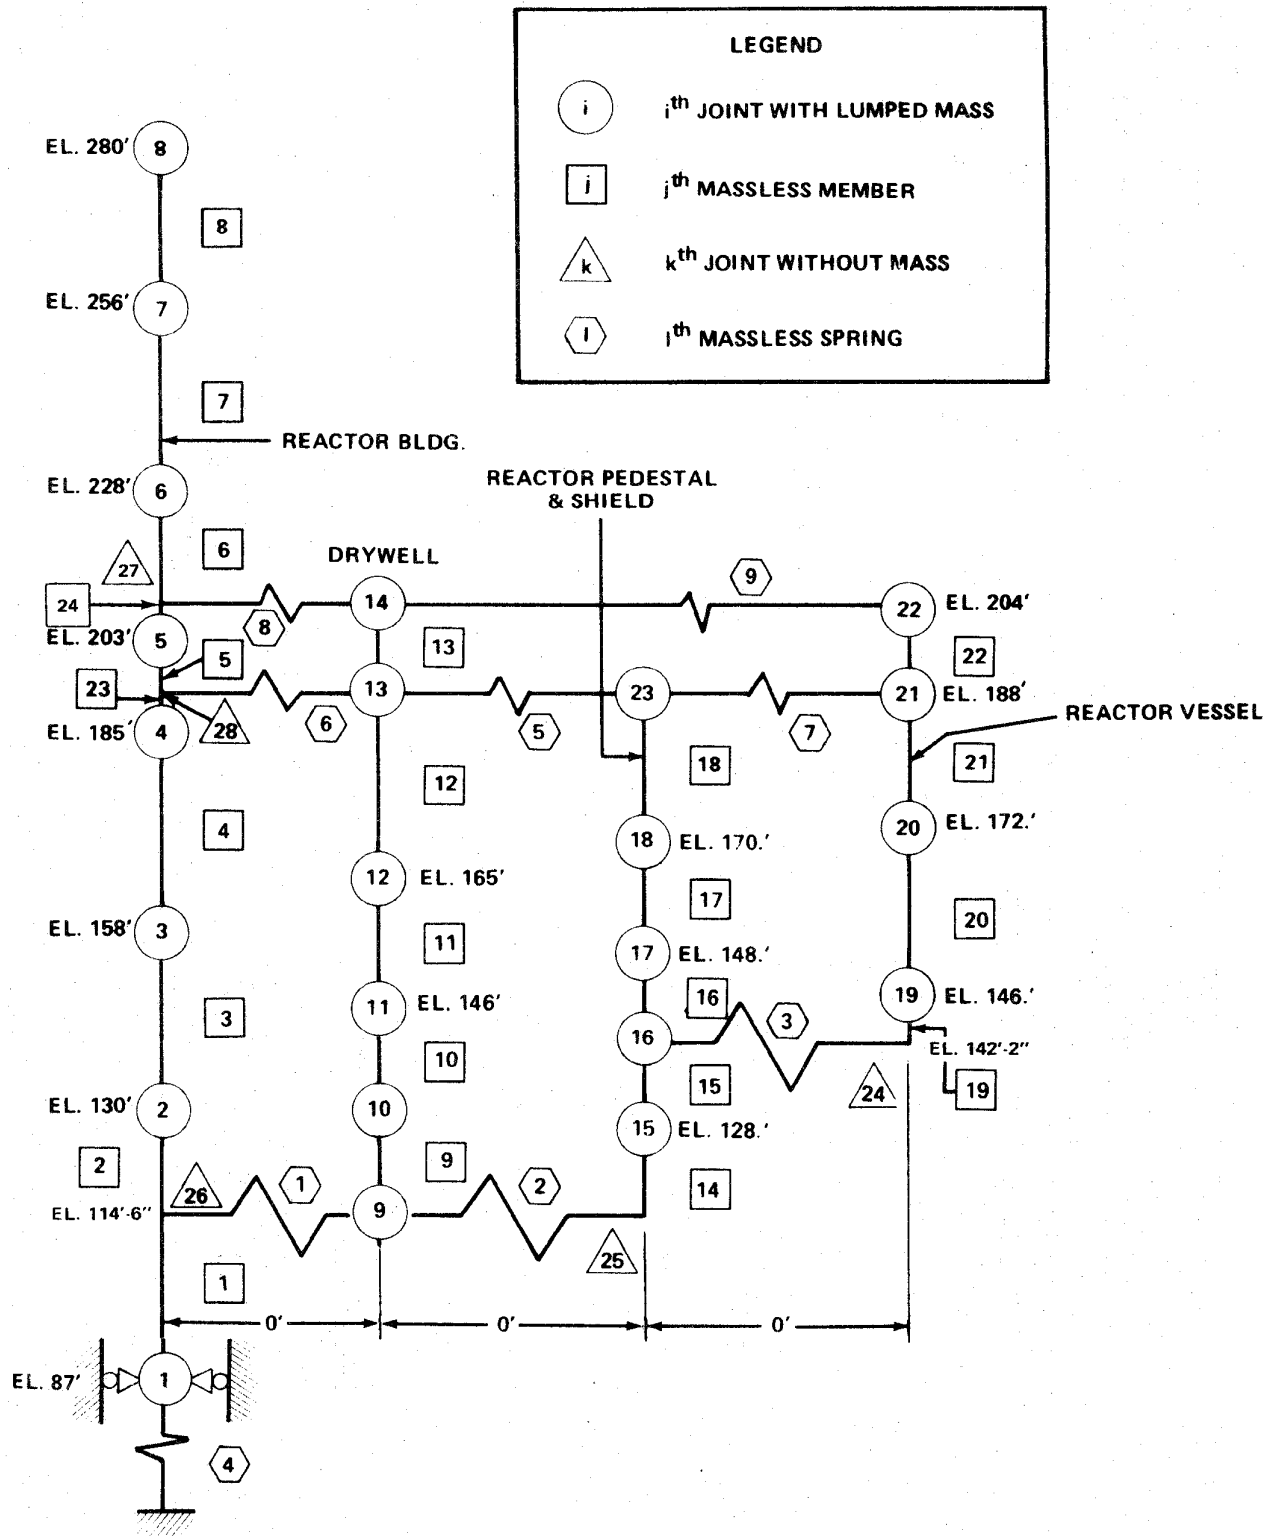 LEGEND
i ith JOINT WITH LUMPED MASS
j jth MASSLESS MEMBER
k kth JOINT WITHOUT MASS
l lth MASSLESS SPRING
EL. 280′ 8
8
EL. 256′ 7
7
REACTOR BLDG.
EL. 228′ 6
REACTOR PEDESTAL
& SHIELD
6
DRYWELL
27
9
24
14
22 EL. 204′
8
EL. 203′ 5
5
13
22
23
13
23
21 EL. 188′
6
5
7
28
REACTOR VESSEL
EL. 185′ 4
18
21
12
4
18 EL. 170.′
20 EL. 172.′
12 EL. 165′
17
20
EL. 158′ 3
11
17 EL. 148.′
11 EL. 146′
16
19 EL. 146.′
3
3
16
EL. 142′-2″
10
15
24
19
EL. 130′ 2
10
15 EL. 128.′
2
9
26
1
2
14
EL. 114′-6″
9
25
1
0′
0′
0′
EL. 87′ 1
4